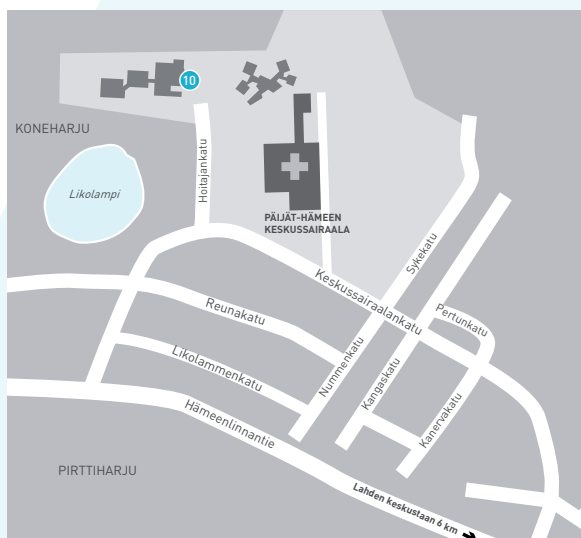 10
KONEHARJU
Likolampi
Hoitajankatu
PÄIJÄT-HÄMEEN
KESKUSSAIRAALA
Sykekatu
Keskussairaalankatu
Reunakatu
Pertunkatu
Likolammenkatu
Nummenkatu
Kangaskatu
Kanervakatu
Hämeenlinnantie
PIRTTIHARJU
Lahden keskustaan 6 km